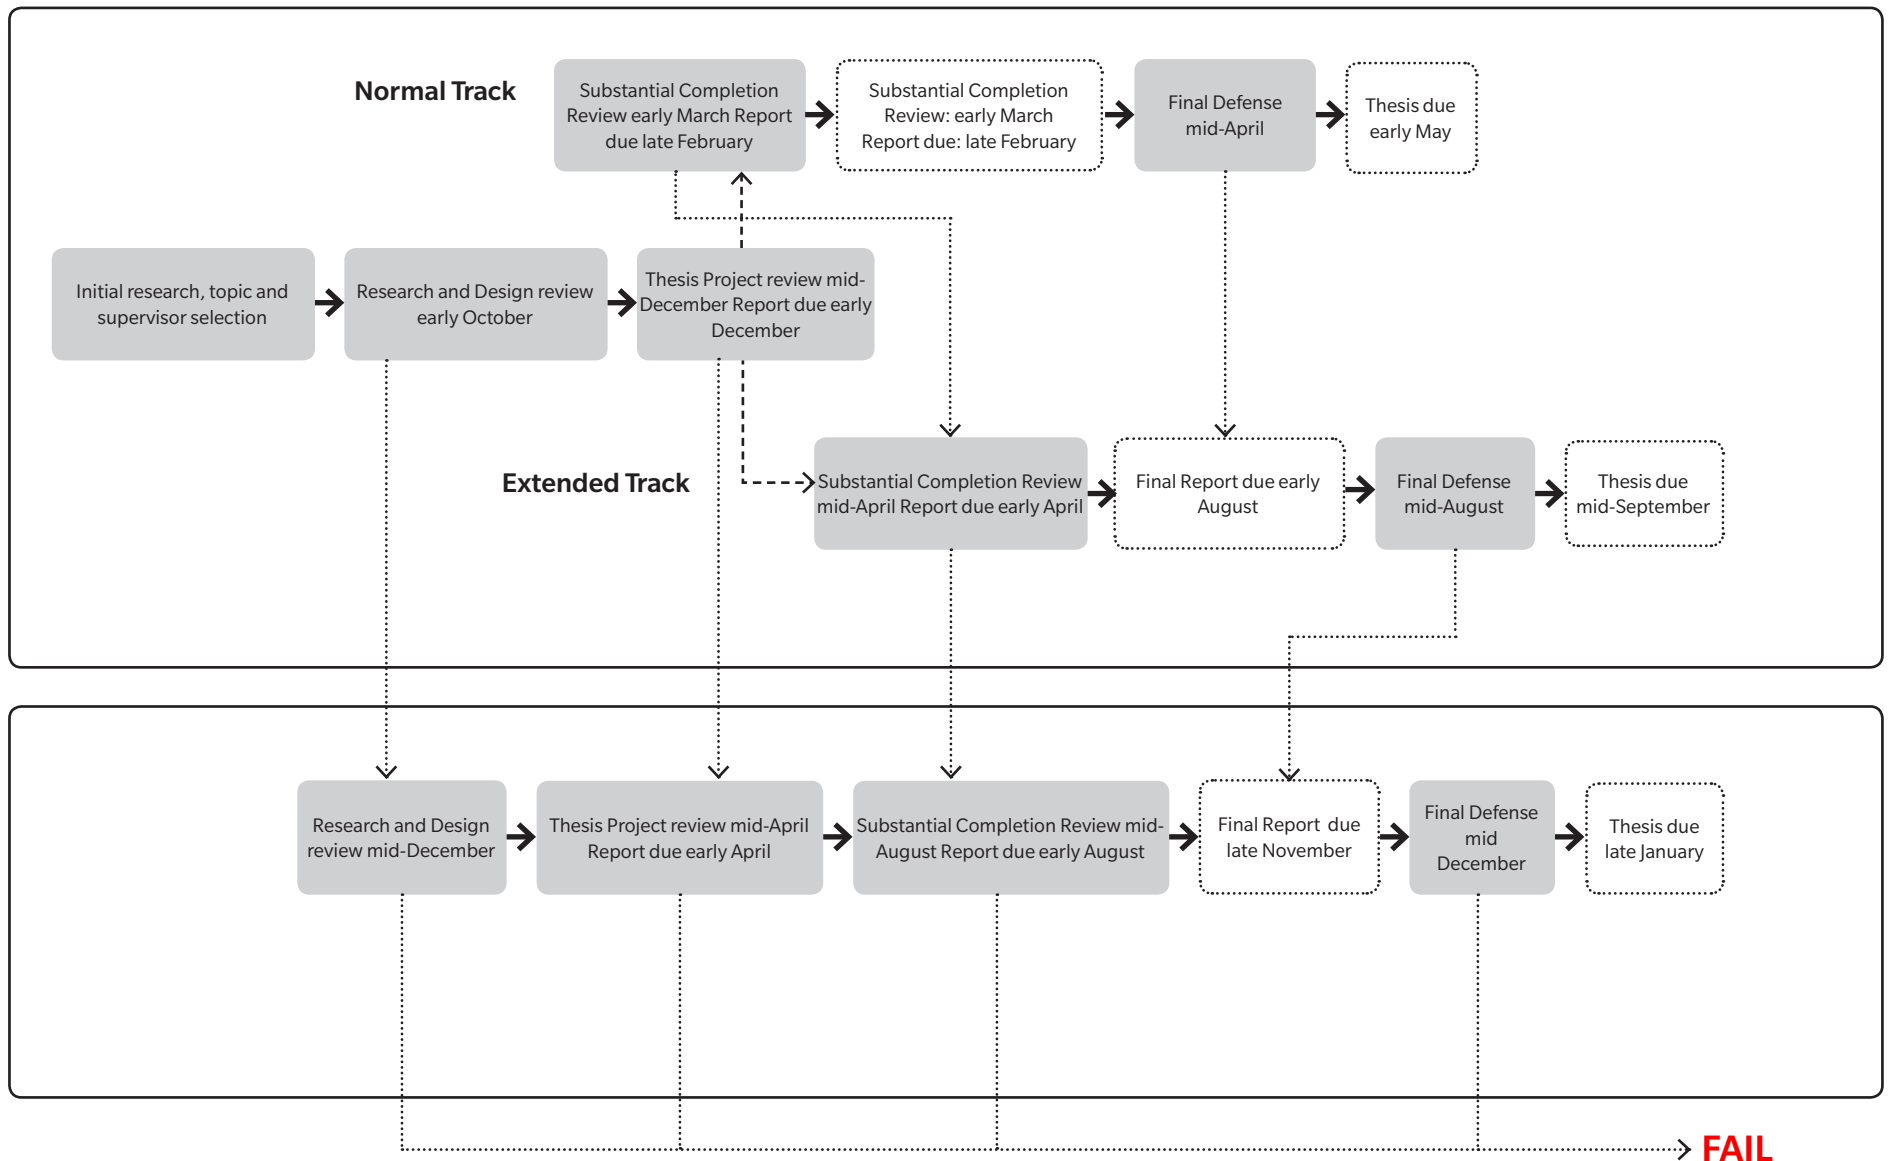 Normal Track
Substantial Completion
Review early March Report
due late February
Substantial Completion
Review: early March
Report due: late February
Final Defense
mid-April
Thesis due
early May
Initial research, topic and
supervisor selection
Research and Design review
early October
Thesis Project review mid-
December Report due early
December
Extended Track
Substantial Completion Review
mid-April Report due early April
Final Report due early
August
Final Defense
mid-August
Thesis due
mid-September
Research and Design
review mid-December
Thesis Project review mid-April
Report due early April
Substantial Completion Review mid-
August Report due early August
Final Report due
late November
Final Defense
mid
December
Thesis due
late January
FAIL